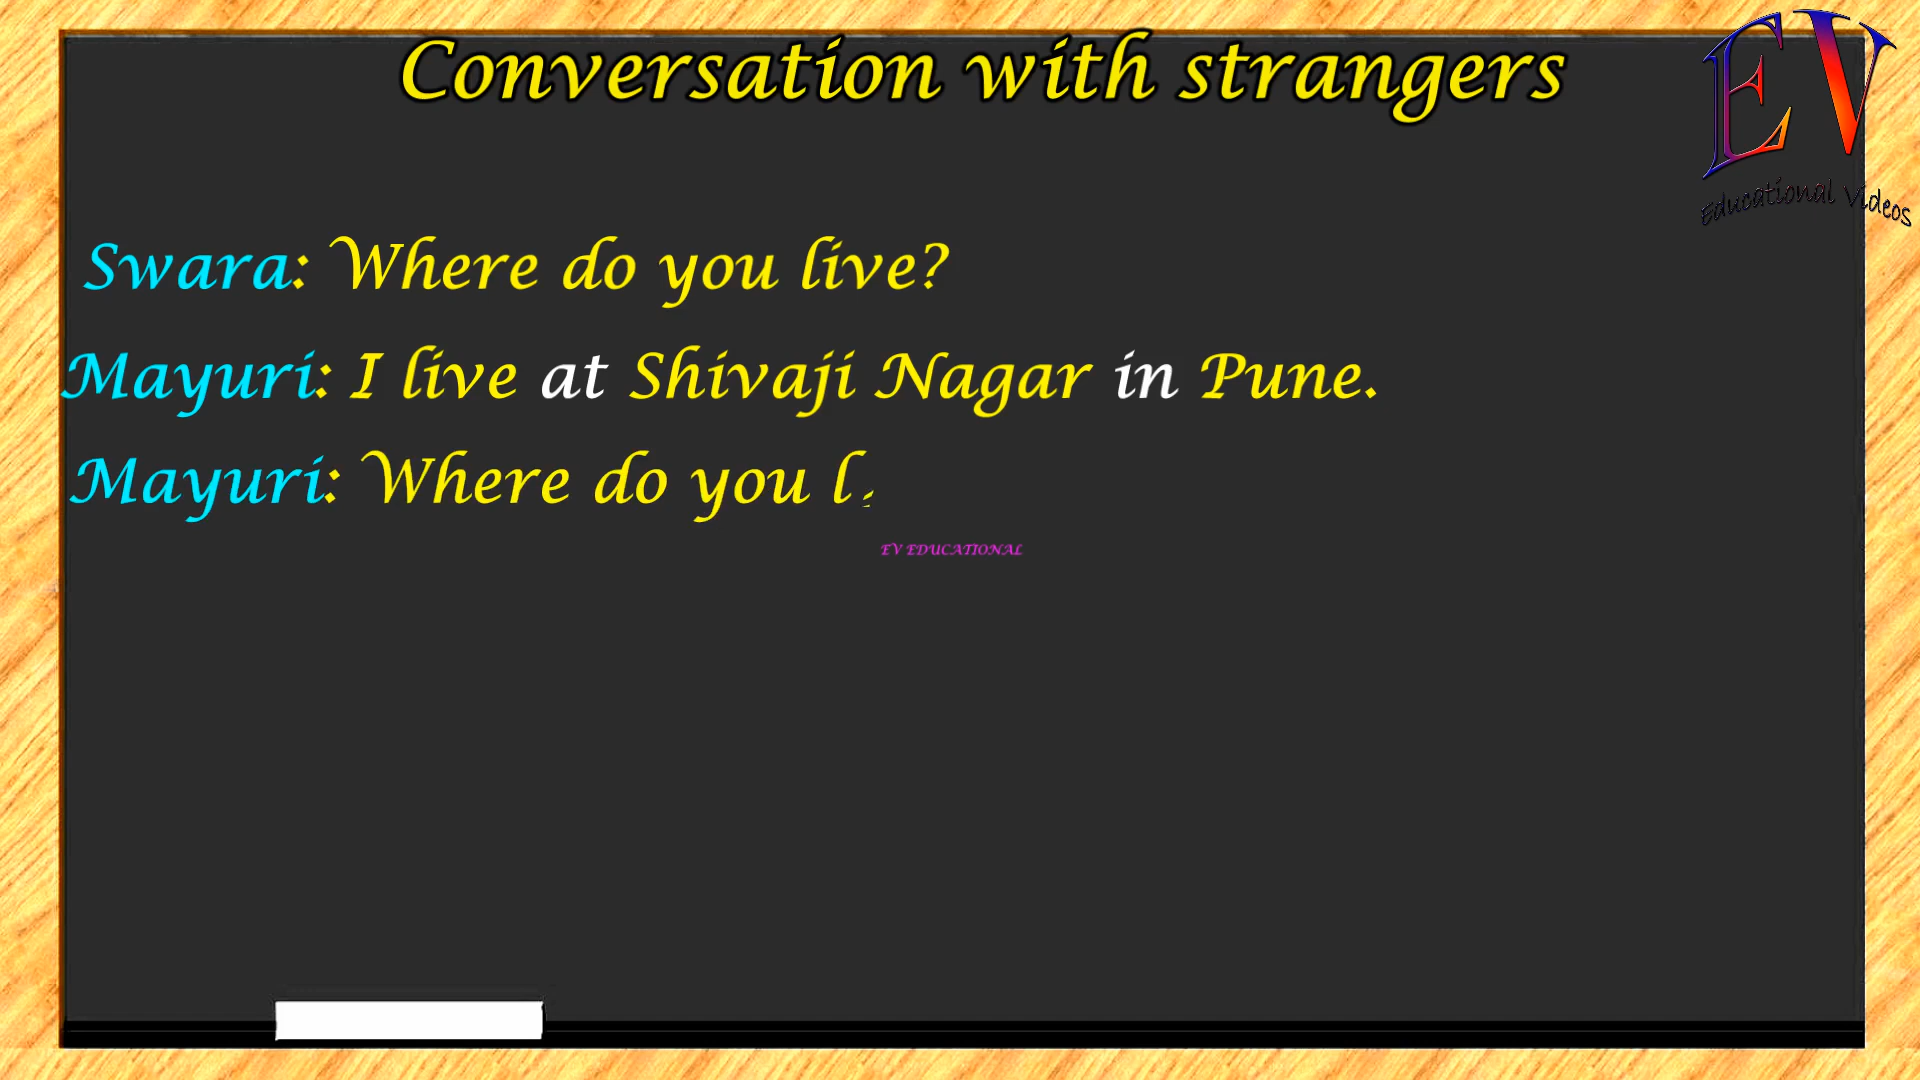 Conversation with strangers
EV
Educational Videos
Swara: Where do you live?
Mayuri: I live at Shivaji Nagar in Pune.
Mayuri: Where do you l
EV EDUCATIONAL